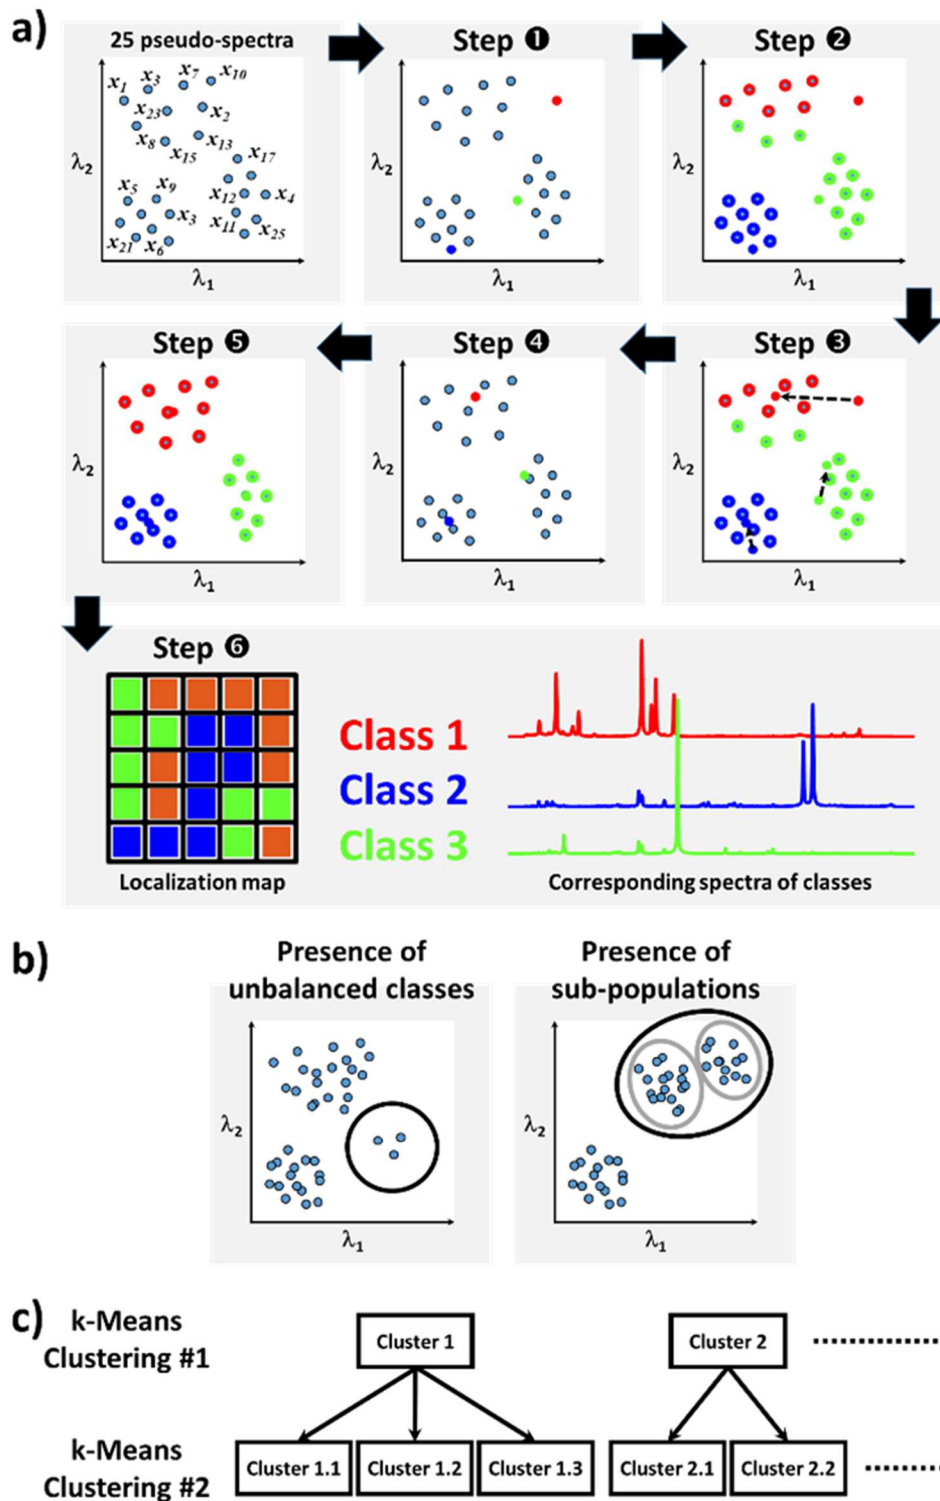 a)
25 pseudo-spectra
x1
x3
x7
x10
x23
x2
x8
x15
x13
x17
x5
x9
x12
x4
x3
x11
x25
x21
x6
λ2
λ1
Step ❶
λ2
λ1
Step ❷
λ2
λ1
Step ❺
λ2
λ1
Step ❹
λ2
λ1
Step ❸
λ2
λ1
Step ❻
Class 1
Class 2
Class 3
Localization map
Corresponding spectra of classes
b)
Presence of
unbalanced classes
λ2
λ1
Presence of
sub-populations
λ2
λ1
c)
k-Means
Clustering #1
Cluster 1
Cluster 2
k-Means
Clustering #2
Cluster 1.1
Cluster 1.2
Cluster 1.3
Cluster 2.1
Cluster 2.2